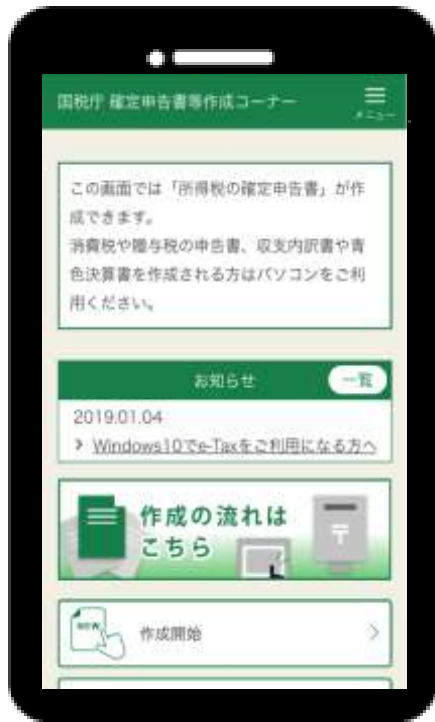 国税庁 確定申告書等作成コーナー
メニュー
この画面では「所得税の確定申告書」が作
成できます。
消費税や贈与税の申告書、収支内訳書や青
色決算書を作成される方はパソコンをご利
用ください。
お知らせ
一覧
2019.01.04
> Windows10でe-Taxをご利用になる方へ
作成の流れは
こちら
〒
NEW
作成開始
>